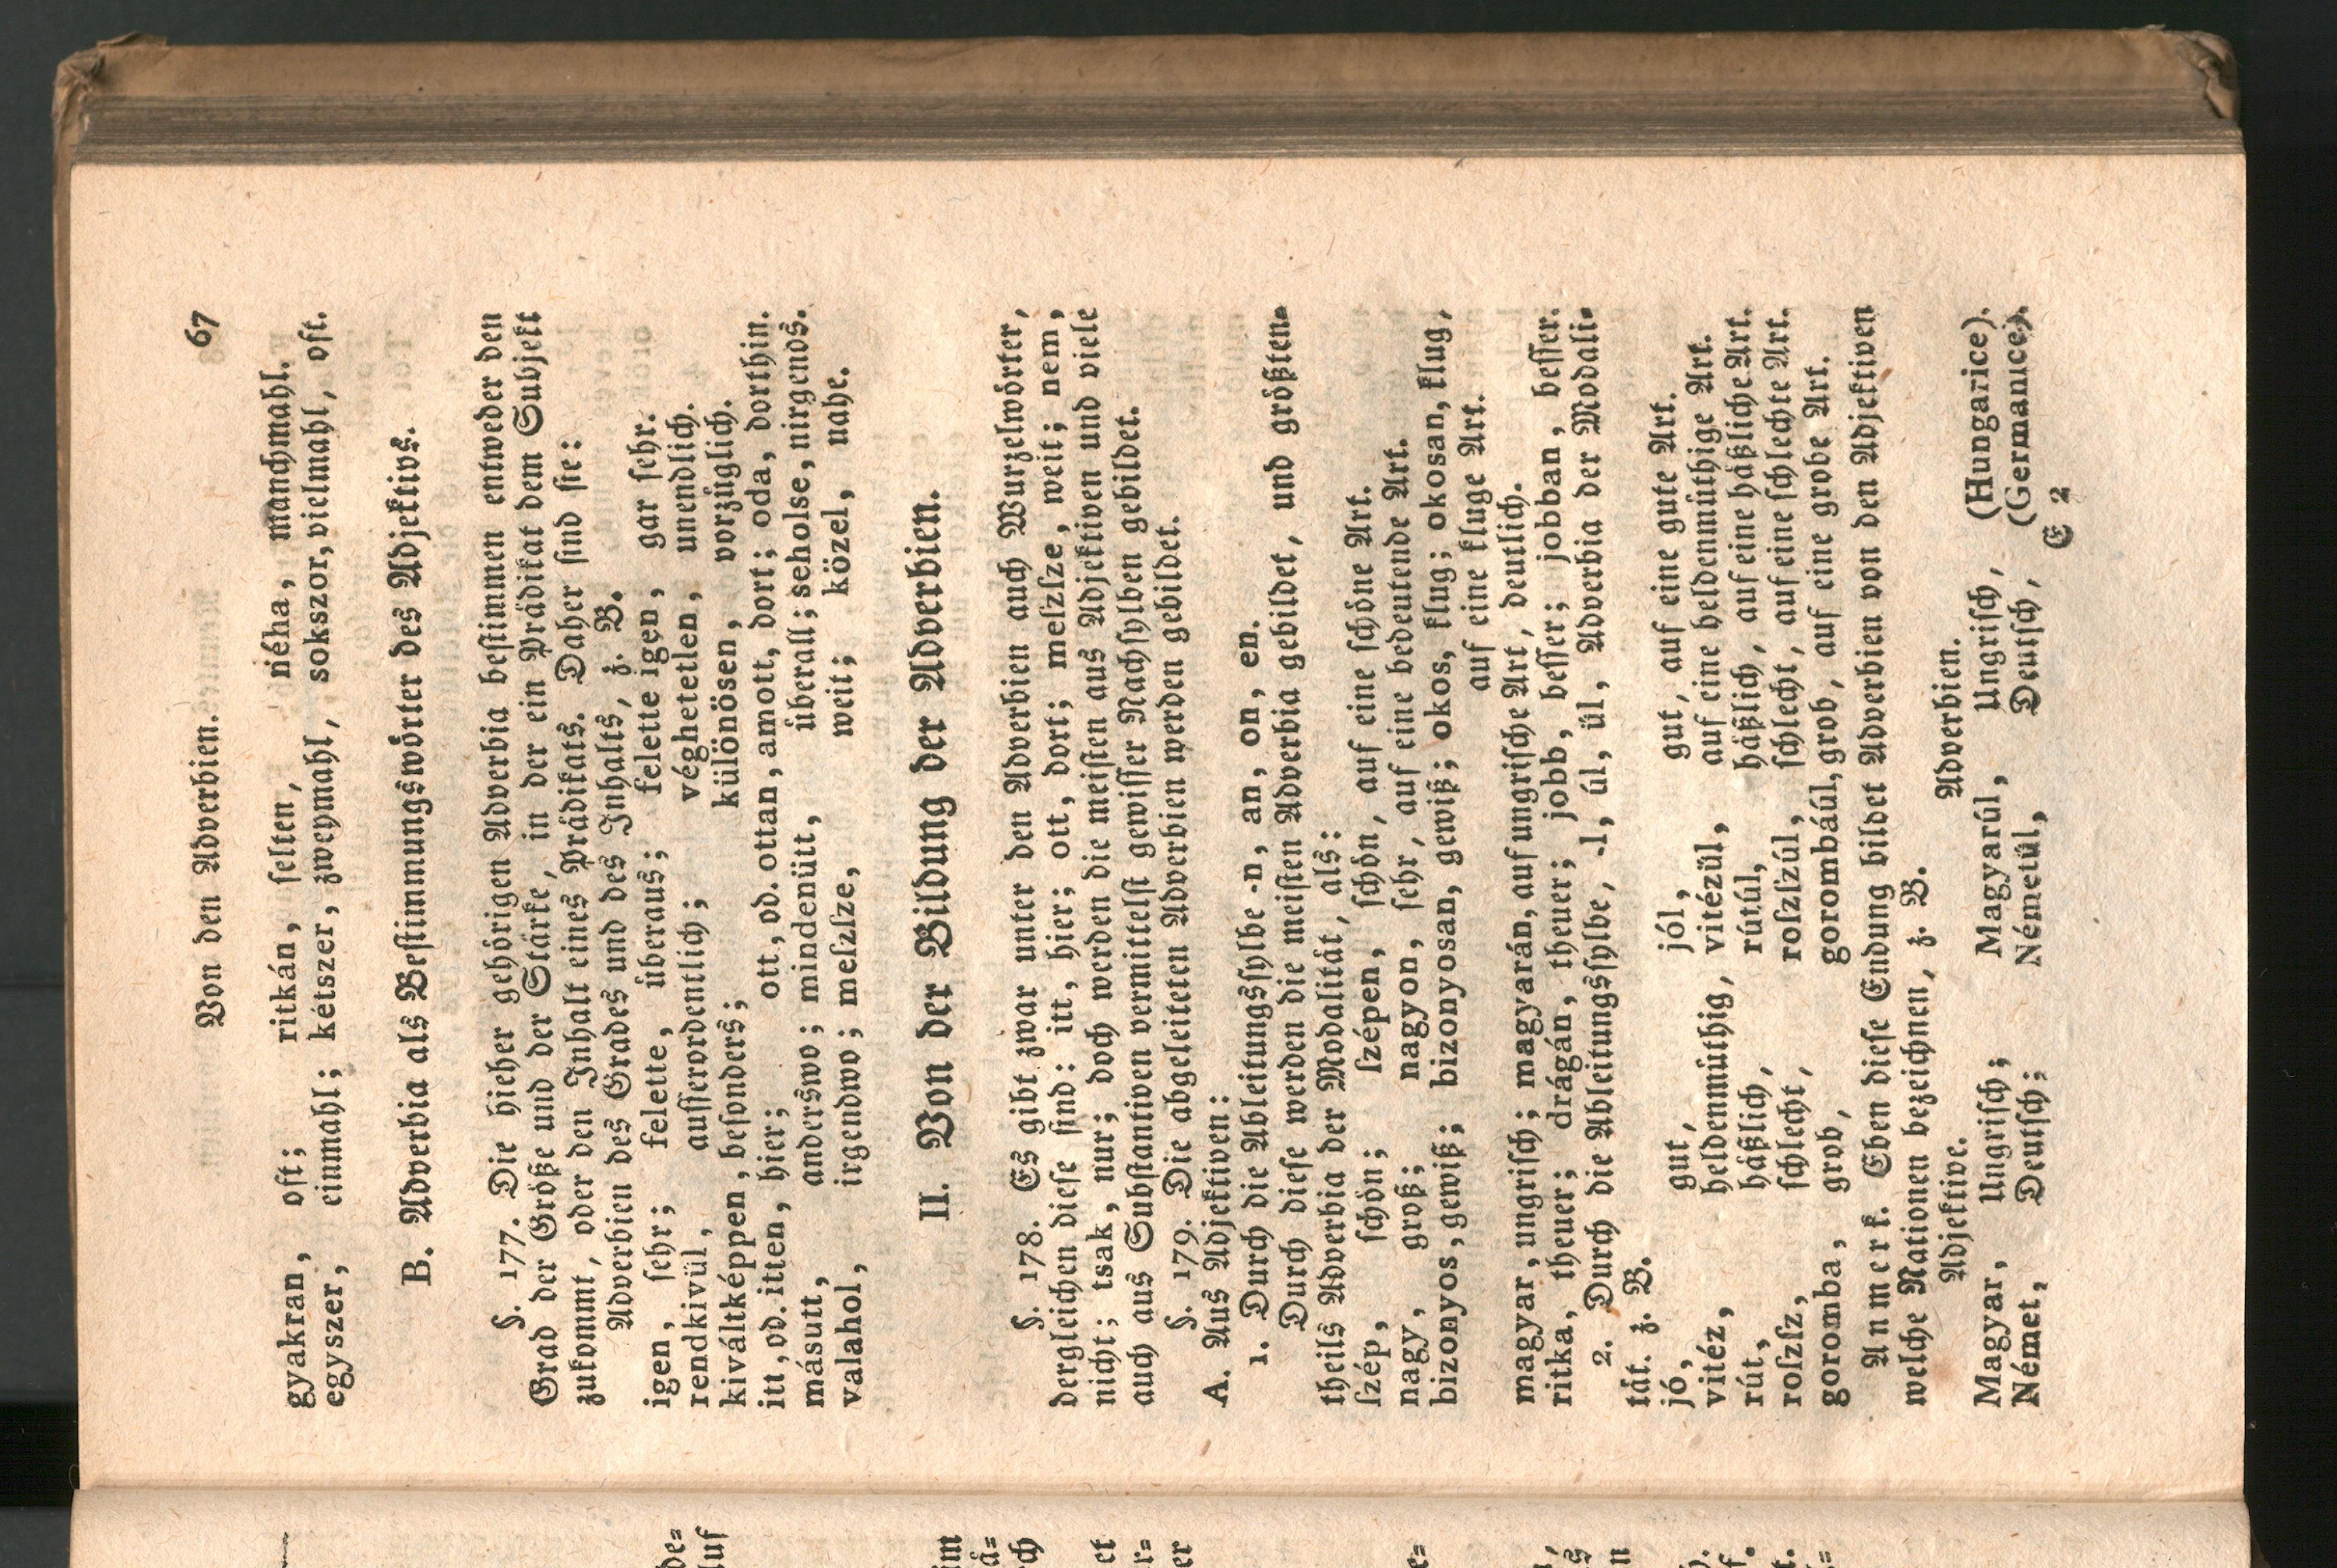 Von den Adverbien. 67
gyakran, oft; ritkán, ſelten, néha, manchmahl.
egyszer, einmahl; kétszer, zweymahl, sokszor, vielmahl, oft.
B. Adverbia als Beſtimmungswörter des Adjektivs.
§. 177. Die hieher gehörigen Adverbia beſtimmen entweder den
Grad der Größe und der Stärke, in der ein Prädikat dem Subjekt
zukommt, oder den Inhalt eines Prädikats. Daher ſind ſie:
Adverbien des Grades und des Inhalts, z. B.
igen, ſehr; felette, überaus; felette igen, gar ſehr.
rendkivül, auſſerordentlich; véghetetlen, unendlich.
kiváltképpen, beſonders; különösen, vorzüglich.
itt, od. itten, hier; ott, od. ottan, amott, dort; oda, dorthin.
másutt, anderswo; mindenütt, überall; seholse, nirgends.
valahol, irgendwo; meſzſze, weit; közel, nahe.
II. Von der Bildung der Adverbien.
§. 178. Es gibt zwar unter den Adverbien auch Wurzelwörter,
dergleichen dieſe ſind: itt, hier; ott, dort; meſzſze, weit; nem,
nicht; tsak, nur; doch werden die meiſten aus Adjektiven und viele
auch aus Subſtantiven vermittelſt gewiſſer Nachſylben gebildet.
§. 179. Die abgeleiteten Adverbien werden gebildet.
A. Aus Adjektiven:
1. Durch die Ableitungsſylbe -n, an, on, en.
Durch dieſe werden die meiſten Adverbia gebildet, und größten-
theils Adverbia der Modalität, als:
ſzép, ſchön; ſzépen, ſchön, auf eine ſchöne Art.
nagy, groß; nagyon, ſehr, auf eine bedeutende Art.
bizonyos, gewiß; bizonyosan, gewiß; okos, klug; okosan, klug,
auf eine kluge Art.
magyar, ungriſch; magyarán, auf ungriſche Art, deutlich.
ritka, theuer; drágán, theuer; jobb, beſſer; jobban, beſſer.
2. Durch die Ableitungsſylbe, -l, úl, ül, Adverbia der Modali-
tät. z. B.
jó, gut, jól, gut, auf eine gute Art.
vitéz, heldenmüthig, vitézül, auf eine heldenmüthige Art.
rút, häßlich, rútúl, häßlich, auf eine häßliche Art.
roſzſz, ſchlecht, roſzſzúl, ſchlecht, auf eine ſchlechte Art.
goromba, grob, gorombáúl, grob, auf eine grobe Art.
Anmerk. Eben dieſe Endung bildet Adverbien von den Adjektiven
welche Nationen bezeichnen, z. B.
Adjektive. Adverbien.
Magyar, Ungriſch; Magyarúl, Ungriſch, (Hungarice).
Német, Deutſch; Németül, Deutſch, (Germanice).
E 2
de-
luf
im
ä-
rch
et
r-
er
e-